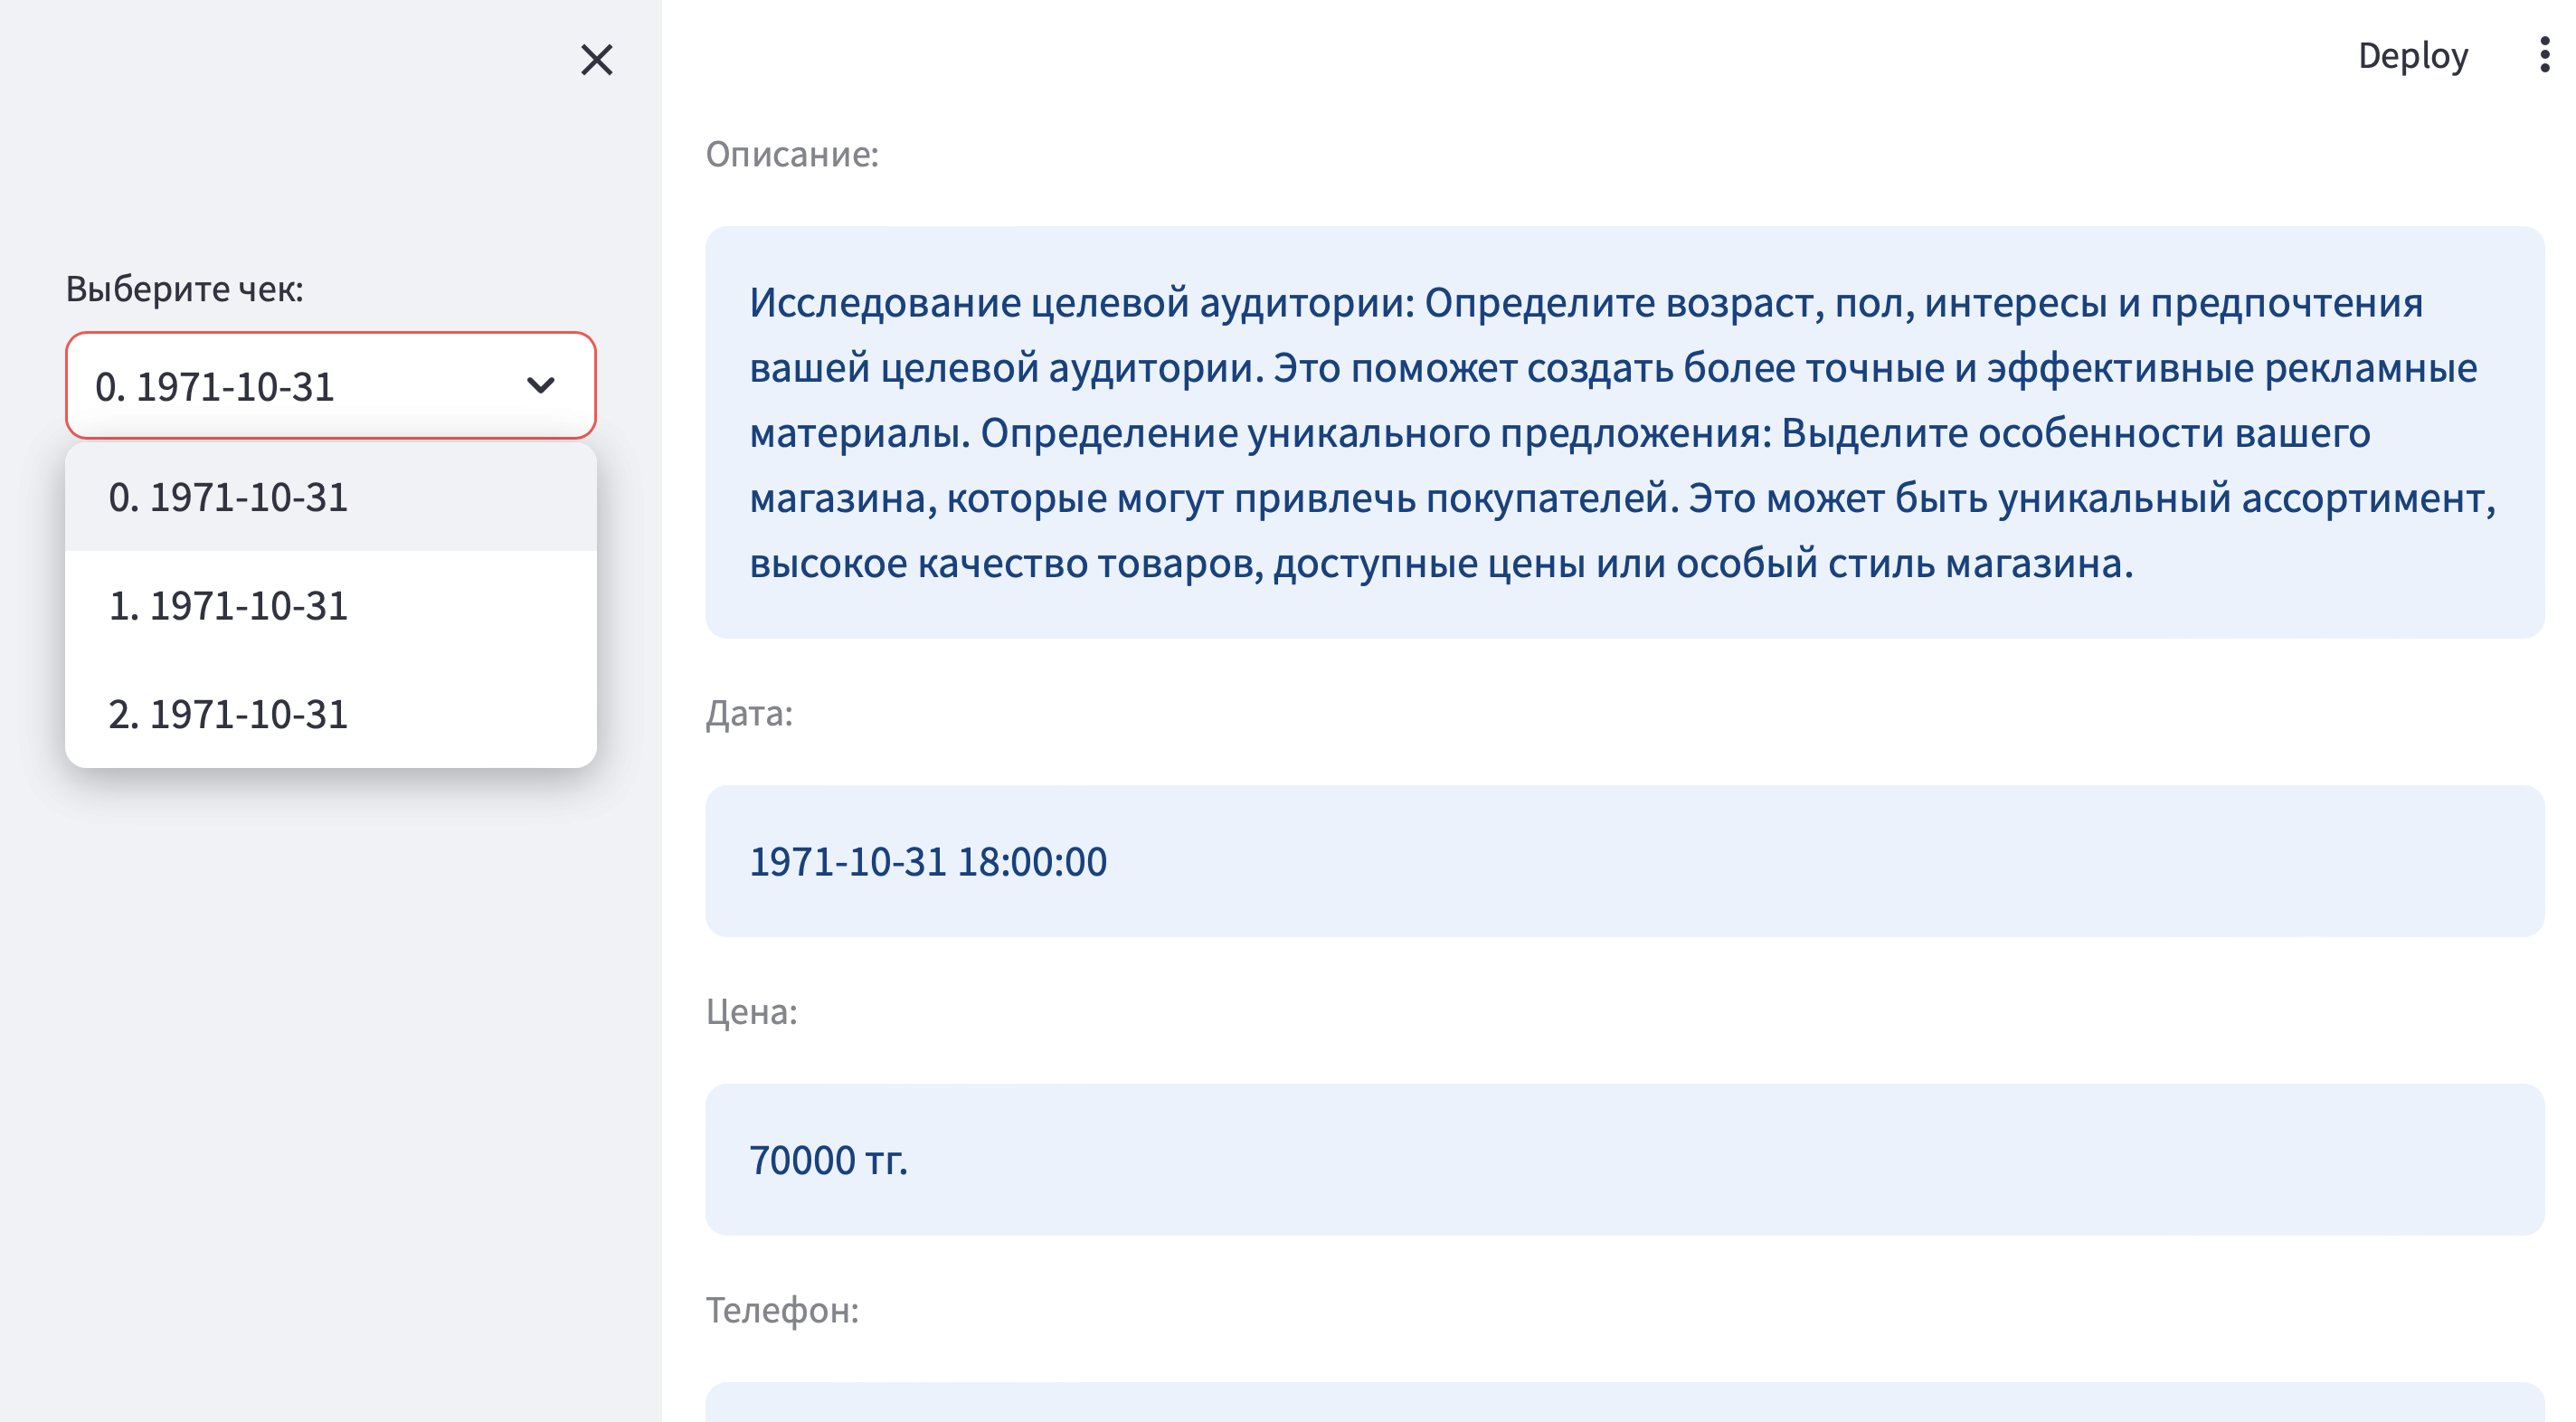 Deploy
Выберите чек:
0. 1971-10-31
0. 1971-10-31
1. 1971-10-31
2. 1971-10-31
Описание:
Исследование целевой аудитории: Определите возраст, пол, интересы и предпочтения
вашей целевой аудитории. Это поможет создать более точные и эффективные рекламные
материалы. Определение уникального предложения: Выделите особенности вашего
магазина, которые могут привлечь покупателей. Это может быть уникальный ассортимент,
высокое качество товаров, доступные цены или особый стиль магазина.
Дата:
1971-10-31 18:00:00
Цена:
70000 тг.
Телефон: